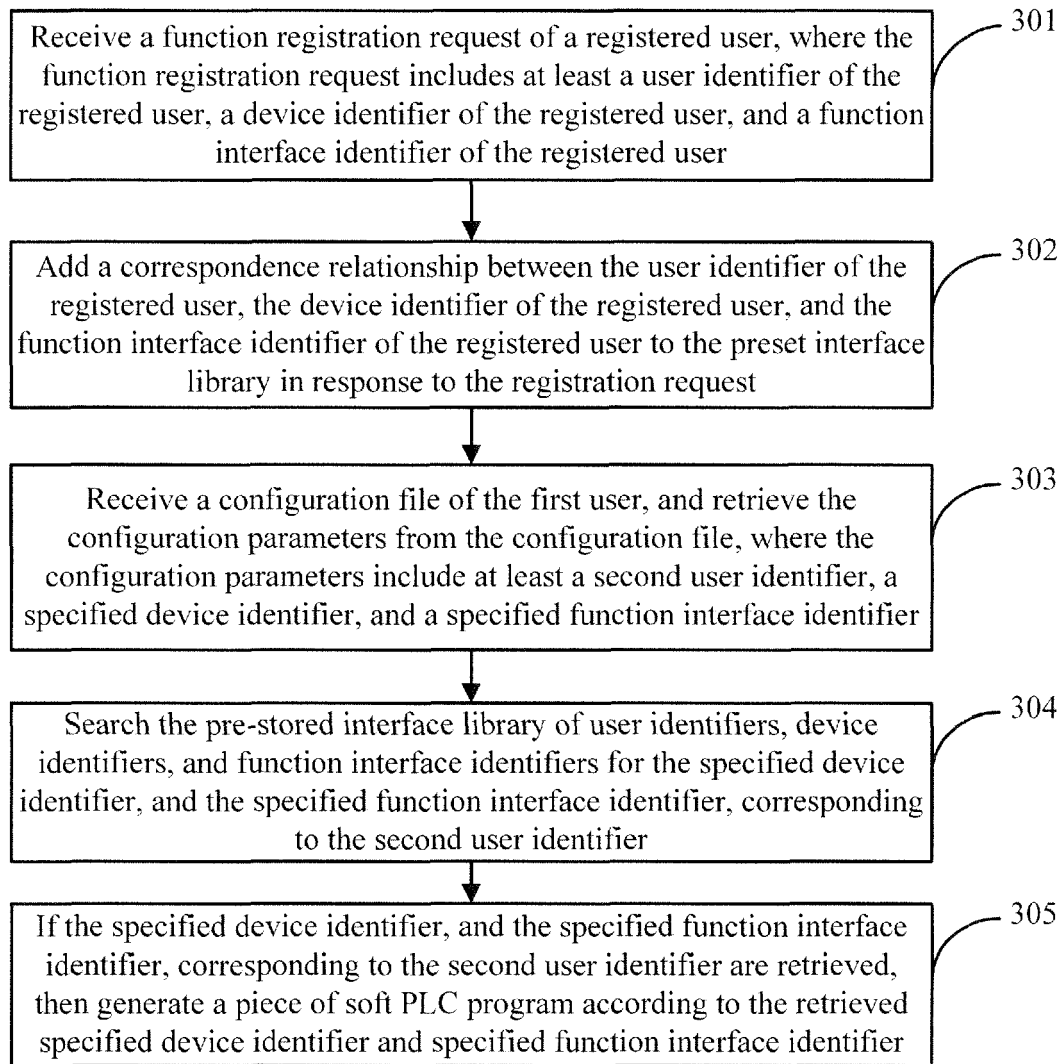 Receive a function registration request of a registered user, where the
function registration request includes at least a user identifier of the
registered user, a device identifier of the registered user, and a function
interface identifier of the registered user
301
Add a correspondence relationship between the user identifier of the
registered user, the device identifier of the registered user, and the
function interface identifier of the registered user to the preset interface
library in response to the registration request
302
Receive a configuration file of the first user, and retrieve the
configuration parameters from the configuration file, where the
configuration parameters include at least a second user identifier, a
specified device identifier, and a specified function interface identifier
303
Search the pre-stored interface library of user identifiers, device
identifiers, and function interface identifiers for the specified device
identifier, and the specified function interface identifier, corresponding
to the second user identifier
304
If the specified device identifier, and the specified function interface
identifier, corresponding to the second user identifier are retrieved,
then generate a piece of soft PLC program according to the retrieved
specified device identifier and specified function interface identifier
305